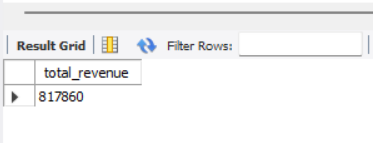 Result Grid Filter Rows:
total_revenue
817860